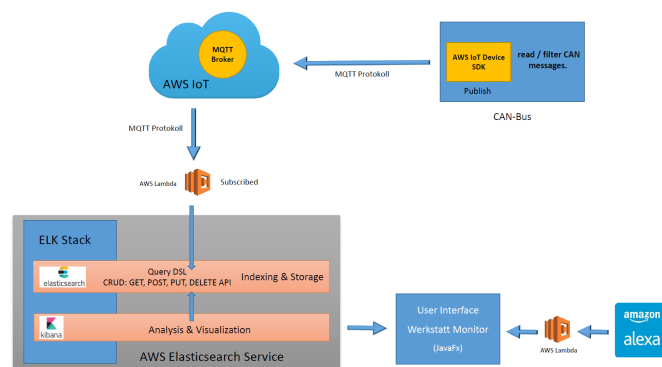 MQTT
Broker
AWS IoT
MQTT Protokoll
AWS IoT Device
SDK
read / filter CAN
messages.
Publish
CAN-Bus
MQTT Protokoll
AWS Lambda
Subscribed
ELK Stack
elasticsearch
Query DSL
CRUD: GET, POST, PUT, DELETE API
Indexing & Storage
kibana
Analysis & Visualization
AWS Elasticsearch Service
User Interface
Werkstatt Monitor
(JavaFx)
AWS Lambda
amazon
alexa